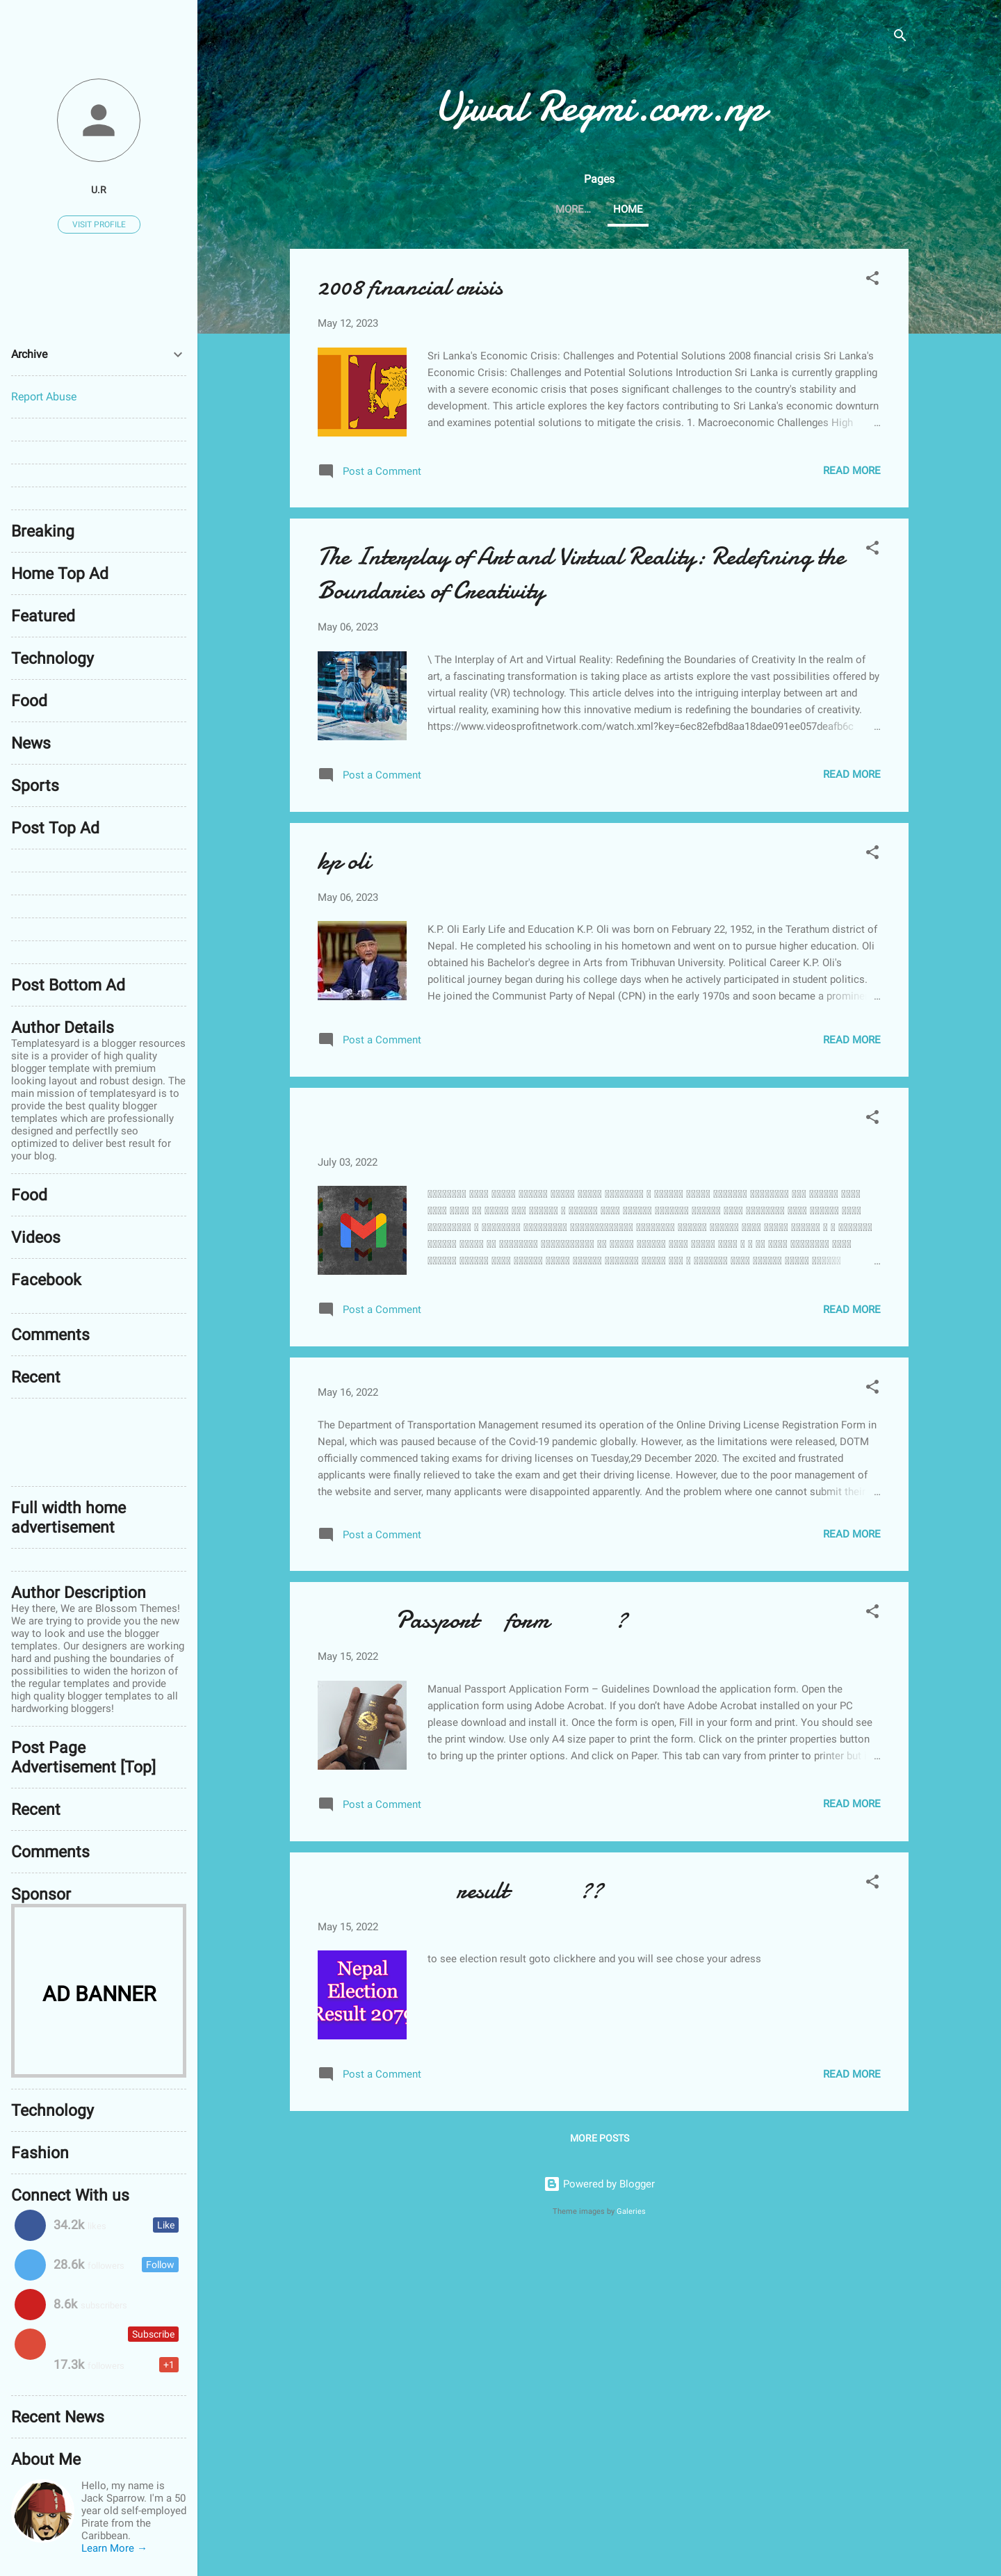 U.R
VISIT PROFILE
Archive
Report Abuse
Breaking
Home Top Ad
Featured
Technology
Food
News
Sports
Post Top Ad
Post Bottom Ad
Author Details
Templatesyard is a blogger resources
site is a provider of high quality
blogger template with premium
looking layout and robust design. The
main mission of templatesyard is to
provide the best quality blogger
templates which are professionally
designed and perfectlly seo
optimized to deliver best result for
your blog.
Food
Videos
Facebook
Comments
Recent
Full width home
advertisement
Author Description
Hey there, We are Blossom Themes!
We are trying to provide you the new
way to look and use the blogger
templates. Our designers are working
hard and pushing the boundaries of
possibilities to widen the horizon of
the regular templates and provide
high quality blogger templates to all
hardworking bloggers!
Post Page
Advertisement [Top]
Recent
Comments
Sponsor
AD BANNER
Technology
Fashion
Connect With us
34.2k likes Like
28.6k followers Follow
8.6k subscribers
Subscribe
17.3k followers +1
Recent News
About Me
Hello, my name is
Jack Sparrow. I'm a 50
year old self-employed
Pirate from the
Caribbean.
Learn More →
Ujwal Regmi.com.np
Pages
MORE… HOME
2008 financial crisis
May 12, 2023
Sri Lanka's Economic Crisis: Challenges and Potential Solutions 2008 financial crisis Sri Lanka's
Economic Crisis: Challenges and Potential Solutions Introduction Sri Lanka is currently grappling
with a severe economic crisis that poses significant challenges to the country's stability and
development. This article explores the key factors contributing to Sri Lanka's economic downturn
and examines potential solutions to mitigate the crisis. 1. Macroeconomic Challenges High …
Post a Comment READ MORE
The Interplay of Art and Virtual Reality: Redefining the
Boundaries of Creativity
May 06, 2023
\ The Interplay of Art and Virtual Reality: Redefining the Boundaries of Creativity In the realm of
art, a fascinating transformation is taking place as artists explore the vast possibilities offered by
virtual reality (VR) technology. This article delves into the intriguing interplay between art and
virtual reality, examining how this innovative medium is redefining the boundaries of creativity.
https://www.videosprofitnetwork.com/watch.xml?key=6ec82efbd8aa18dae091ee057deafb6c …
Post a Comment READ MORE
kp oli
May 06, 2023
K.P. Oli Early Life and Education K.P. Oli was born on February 22, 1952, in the Terathum district of
Nepal. He completed his schooling in his hometown and went on to pursue higher education. Oli
obtained his Bachelor's degree in Arts from Tribhuvan University. Political Career K.P. Oli's
political journey began during his college days when he actively participated in student politics.
He joined the Communist Party of Nepal (CPN) in the early 1970s and soon became a promine …
Post a Comment READ MORE
July 03, 2022
…
Post a Comment READ MORE
May 16, 2022
The Department of Transportation Management resumed its operation of the Online Driving License Registration Form in
Nepal, which was paused because of the Covid-19 pandemic globally. However, as the limitations were released, DOTM
officially commenced taking exams for driving licenses on Tuesday,29 December 2020. The excited and frustrated
applicants were finally relieved to take the exam and get their driving license. However, due to the poor management of
the website and server, many applicants were disappointed apparently. And the problem where one cannot submit their …
Post a Comment READ MORE
Passport form ?
May 15, 2022
Manual Passport Application Form – Guidelines Download the application form. Open the
application form using Adobe Acrobat. If you don't have Adobe Acrobat installed on your PC
please download and install it. Once the form is open, Fill in your form and print. You should see
the print window. Use only A4 size paper to print the form. Click on the printer properties button
to bring up the printer options. And click on Paper. This tab can vary from printer to printer but …
Post a Comment READ MORE
result ??
May 15, 2022
Nepal
Election
Result 2079
to see election result goto clickhere and you will see chose your adress
Post a Comment READ MORE
MORE POSTS
Powered by Blogger
Theme images by Galeries